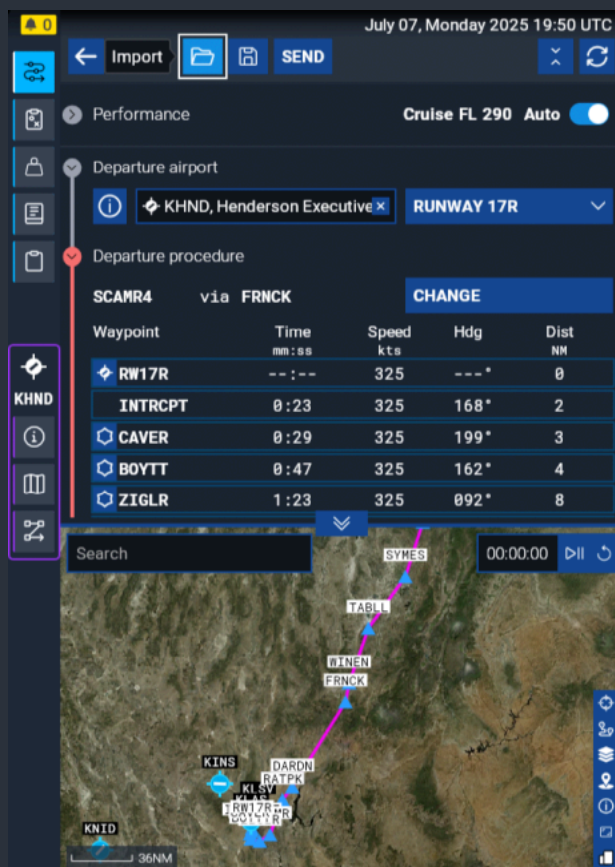 0
July 07, Monday 2025 19:50 UTC
Import
SEND
Performance
Cruise FL 290 Auto
Departure airport
KHND, Henderson Executive
RUNWAY 17R
Departure procedure
SCAMR4 via FRNCK
CHANGE
Waypoint Time Speed Hdg Dist
mm:ss kts NM
RW17R --:-- 325 ---° 0
INTRCPT 0:23 325 168° 2
CAVER 0:29 325 199° 3
BOYTT 0:47 325 162° 4
ZIGLR 1:23 325 092° 8
KHND
Search
00:00:00
SYMES
TABLL
WINEN
FRNCK
DARDN
KINS
RATPK
KLSV
RW17R
KNID
36NM